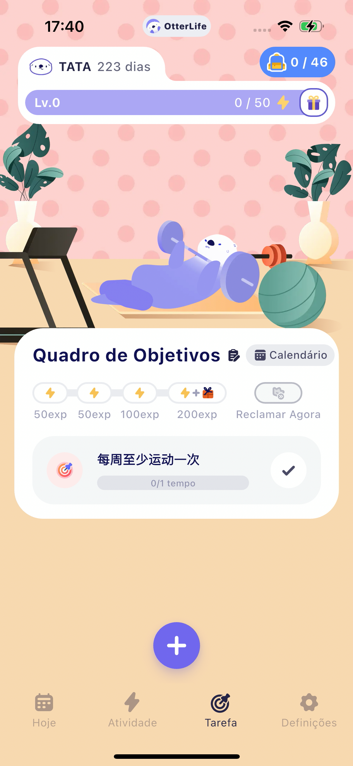 17:40
OtterLife
TATA 223 dias
0 / 46
Lv.0
0 / 50
Quadro de Objetivos
Calendário
50exp 50exp 100exp 200exp Reclamar Agora
每周至少运动一次
0/1 tempo
Hoje Atividade Tarefa Definições